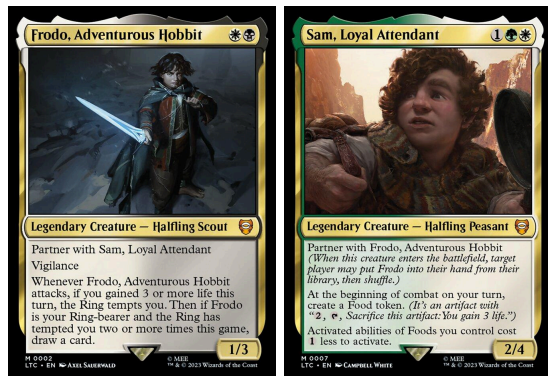 Frodo, Adventurous Hobbit
Legendary Creature — Halfling Scout
Partner with Sam, Loyal Attendant
Vigilance
Whenever Frodo, Adventurous Hobbit
attacks, if you gained 3 or more life this
turn, the Ring tempts you. Then if Frodo
is your Ring-bearer and the Ring has
tempted you two or more times this game,
draw a card.
1/3
M 0002
LTC • EN Axel Sauerwald
™ & © 2023 Wizards of the Coast
© MEE
Sam, Loyal Attendant 1
Legendary Creature — Halfling Peasant
Partner with Frodo, Adventurous Hobbit
(When this creature enters the battlefield, target
player may put Frodo into their hand from their
library, then shuffle.)
At the beginning of combat on your turn,
create a Food token. (It's an artifact with
"2, , Sacrifice this artifact: You gain 3 life.")
Activated abilities of Foods you control cost
1 less to activate.
2/4
M 0007
LTC • EN Campbell White
© MEE
™ & © 2023 Wizards of the Coast